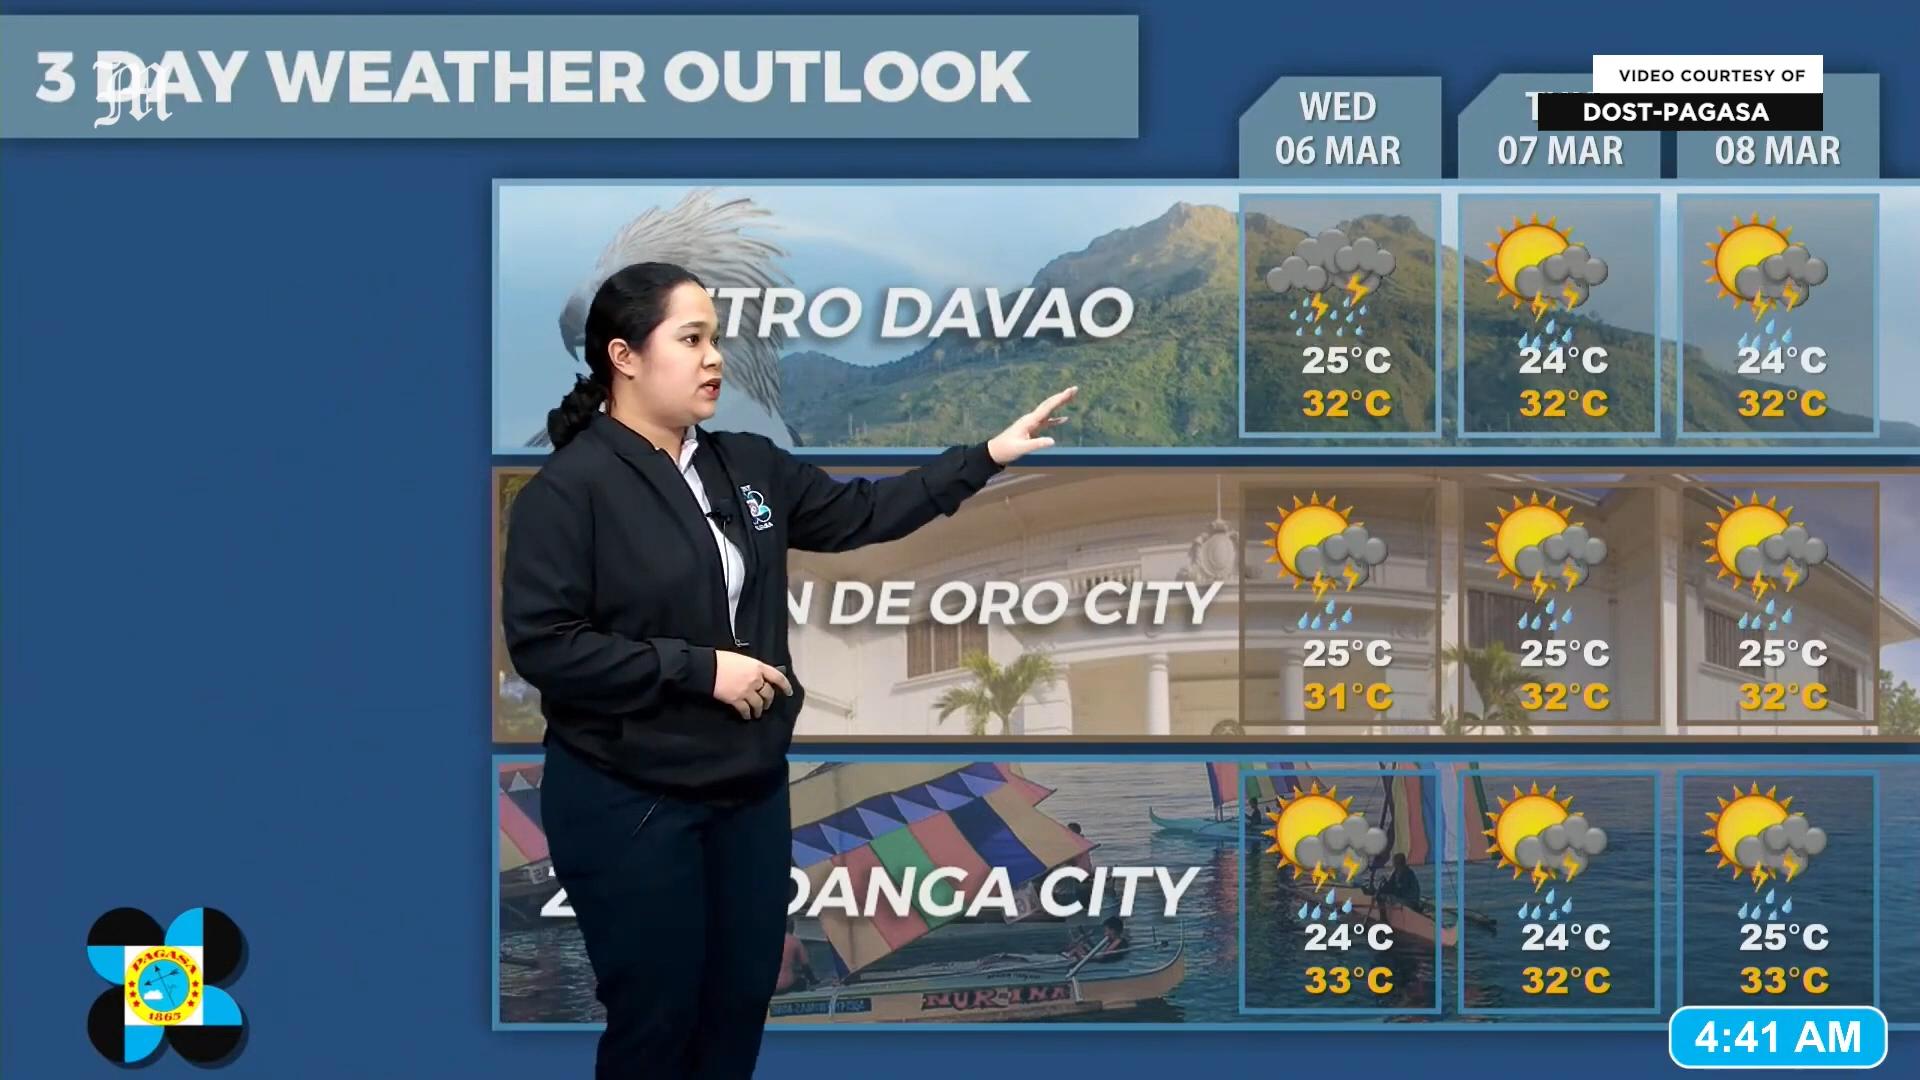 3 DAY WEATHER OUTLOOK
M
VIDEO COURTESY OF
DOST-PAGASA
WED
06 MAR
07 MAR
08 MAR
TRO DAVAO
25°C
32°C
24°C
32°C
24°C
32°C
N DE ORO CITY
25°C
31°C
25°C
32°C
25°C
32°C
ANGA CITY
24°C
33°C
24°C
32°C
25°C
33°C
NURAINA
PAGASA
1865
4:41 AM